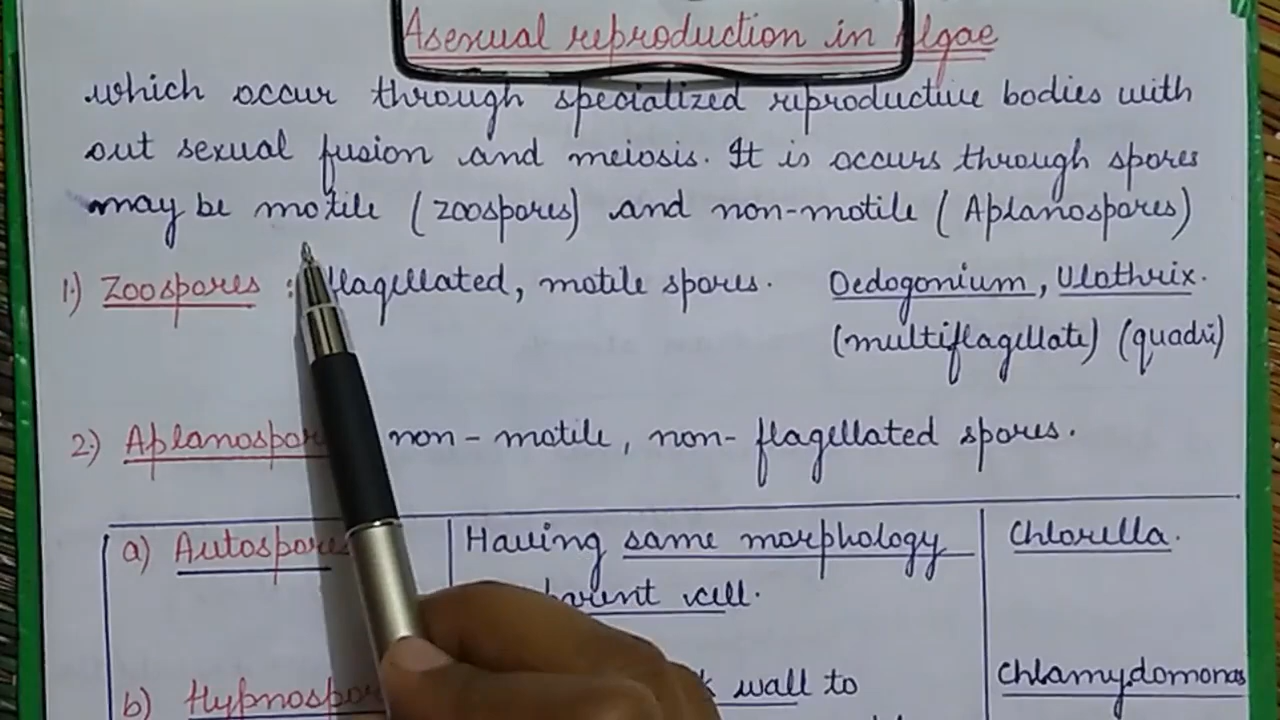 Asexual reproduction in Algae
which occur through specialized reproductive bodies with
out sexual fusion and meiosis. It is occurs through spores
may be motile (zoospores) and non-motile (Aplanospores)
1.) Zoospores : flagellated, motile spores. Oedogonium, Ulothrix.
(multiflagellate) (quadri)
2.) Aplanospor non-motile, non-flagellated spores.
a) Autospores Having same morphology Chlorella.
parent cell.
b) Hypnospor wall to Chlamydomonas